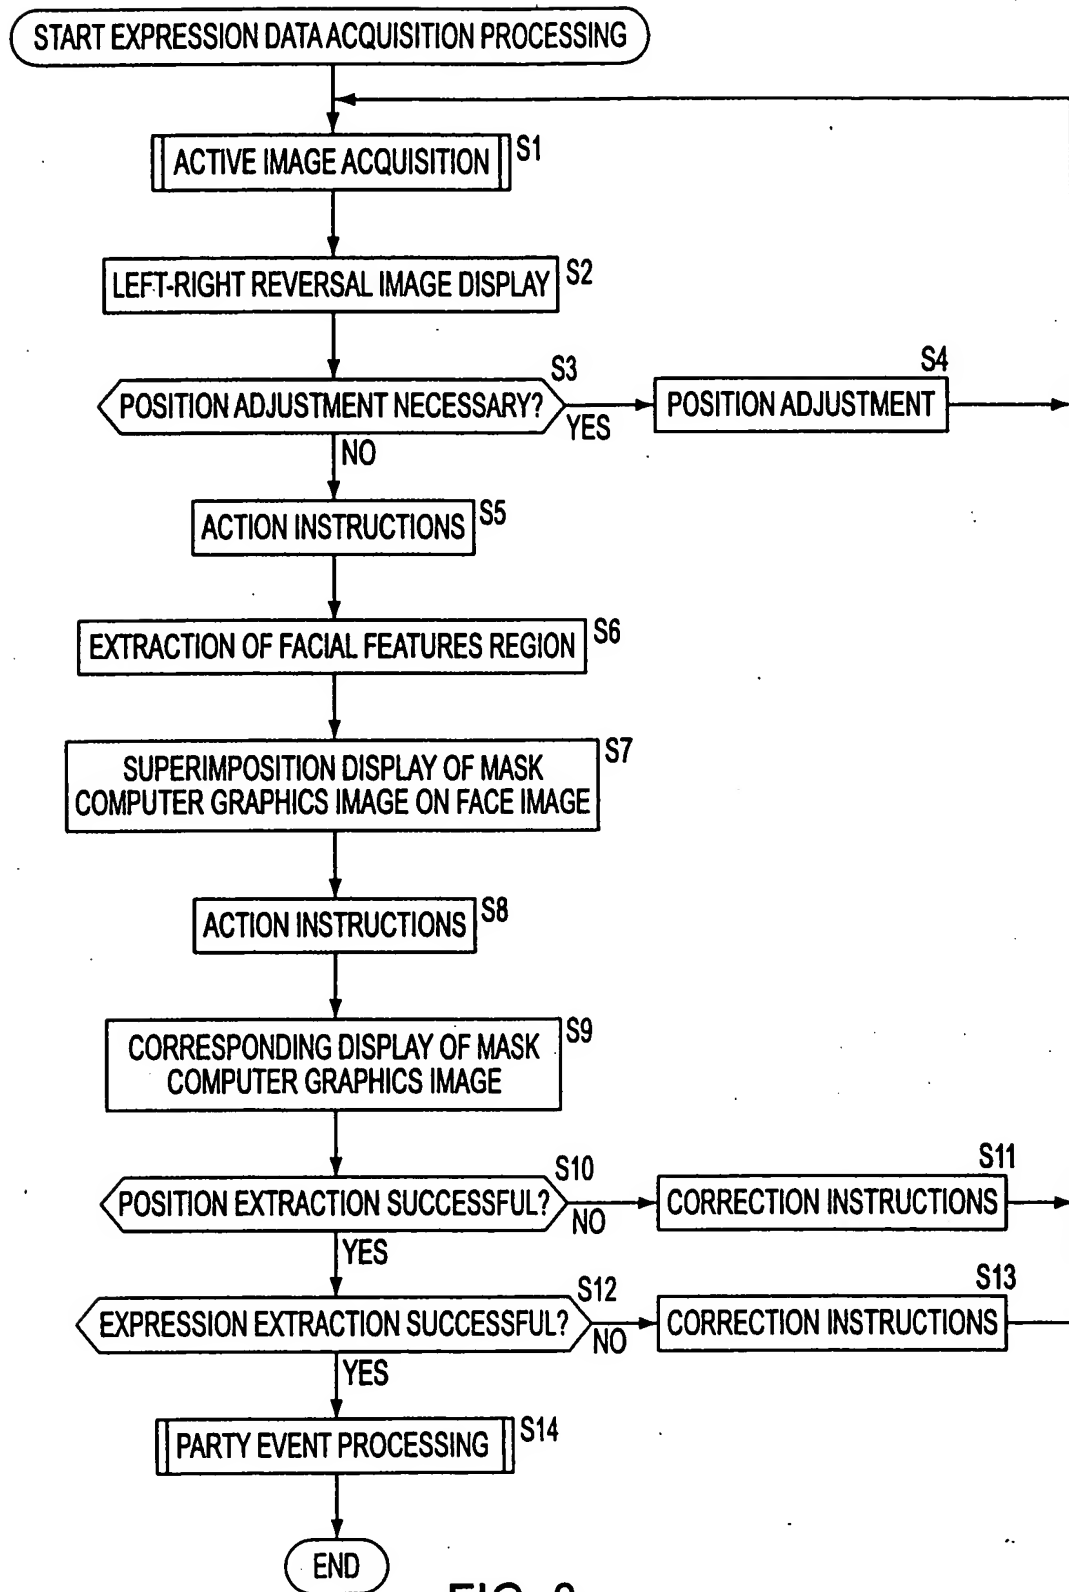 START EXPRESSION DATA ACQUISITION PROCESSING
ACTIVE IMAGE ACQUISITION
S1
LEFT-RIGHT REVERSAL IMAGE DISPLAY
S2
S3
POSITION ADJUSTMENT NECESSARY?
YES
NO
S4
POSITION ADJUSTMENT
ACTION INSTRUCTIONS
S5
EXTRACTION OF FACIAL FEATURES REGION
S6
SUPERIMPOSITION DISPLAY OF MASK
COMPUTER GRAPHICS IMAGE ON FACE IMAGE
S7
ACTION INSTRUCTIONS
S8
CORRESPONDING DISPLAY OF MASK
COMPUTER GRAPHICS IMAGE
S9
S10
POSITION EXTRACTION SUCCESSFUL?
NO
YES
S11
CORRECTION INSTRUCTIONS
S12
EXPRESSION EXTRACTION SUCCESSFUL?
NO
YES
S13
CORRECTION INSTRUCTIONS
PARTY EVENT PROCESSING
S14
END
FIG.